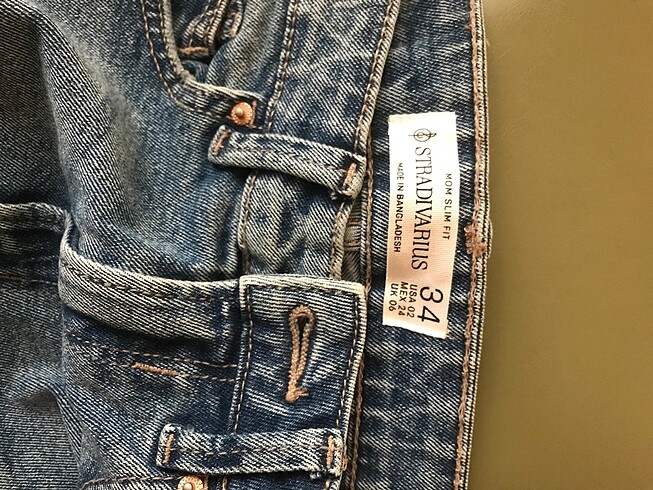 MOM SLIM FIT
STRADIVARIUS
MADE IN BANGLADESH
34
USA 02
MEX 24
UK 06